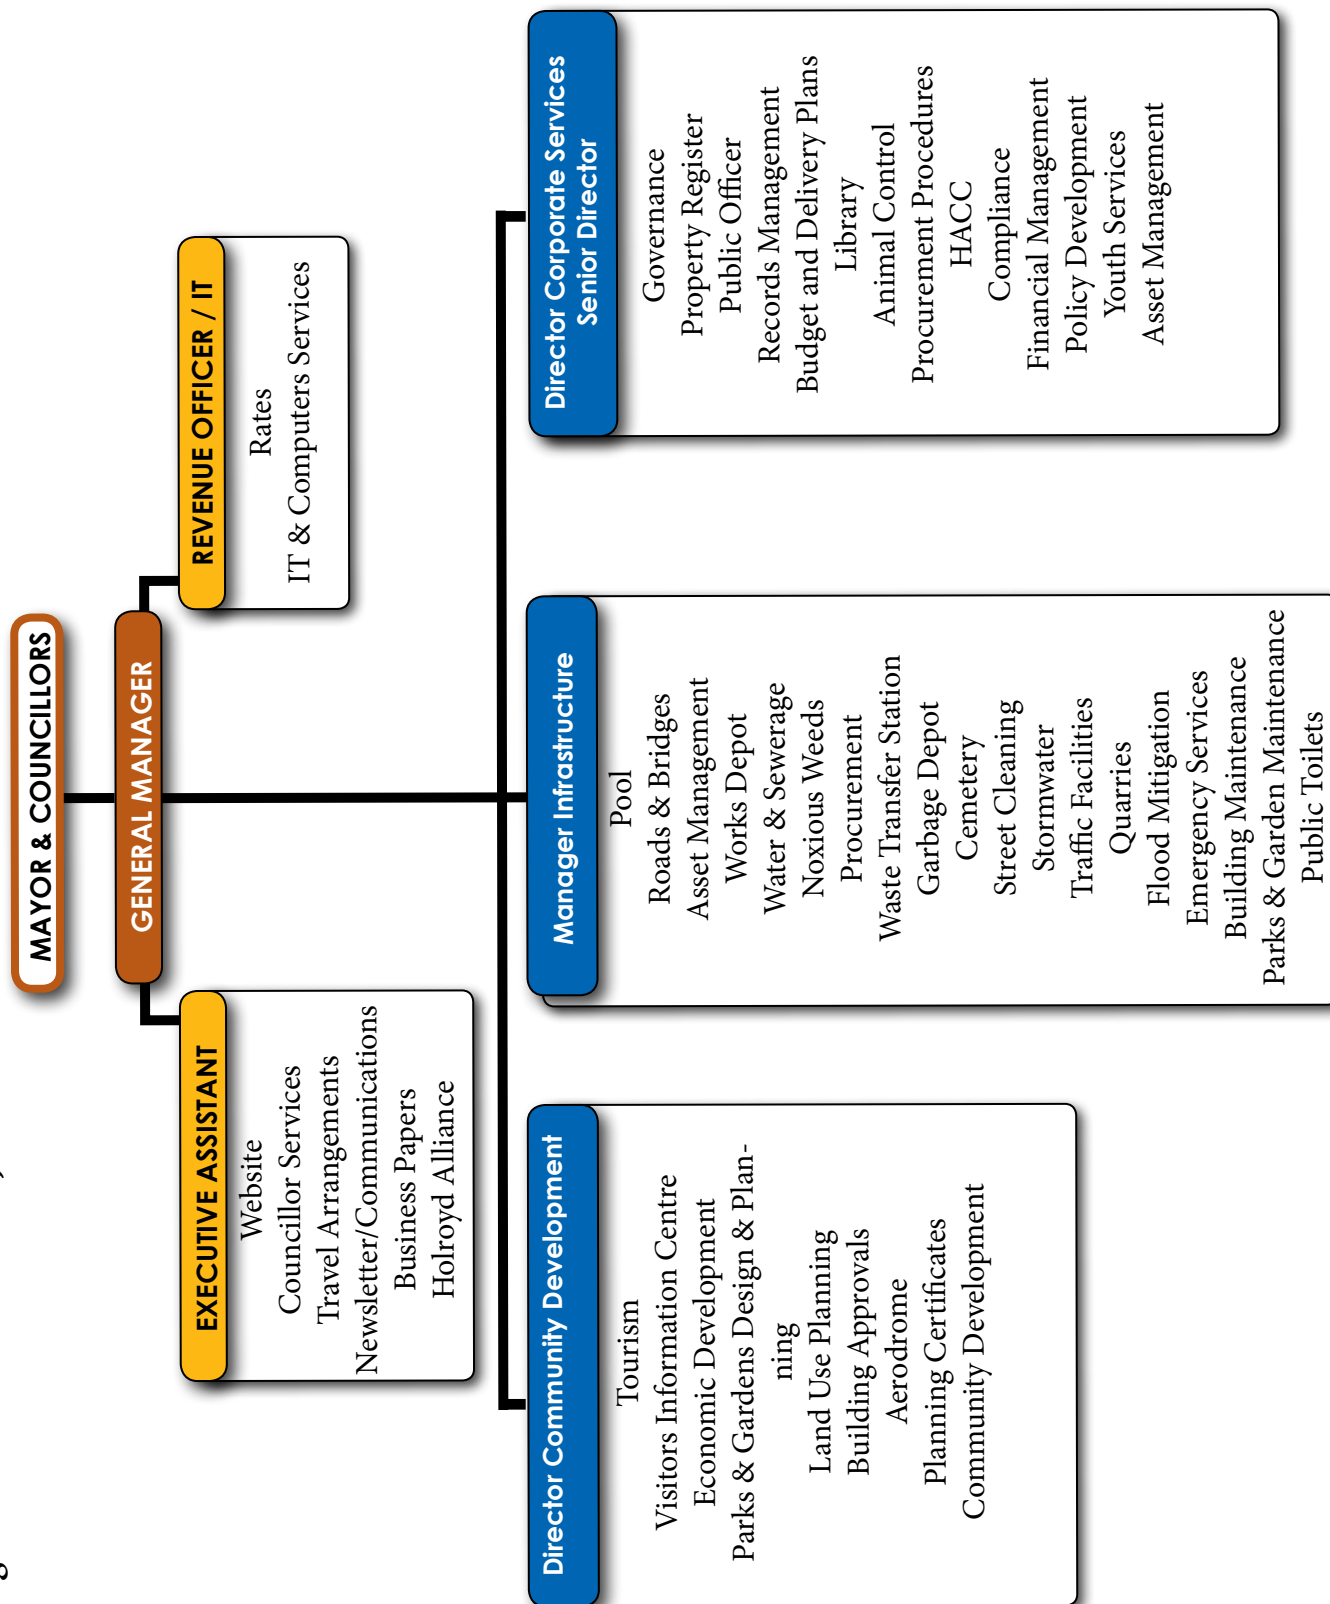 MAYOR & COUNCILLORS
GENERAL MANAGER
EXECUTIVE ASSISTANT
Website
Councillor Services
Travel Arrangements
Newsletter/Communications
Business Papers
Holroyd Alliance
REVENUE OFFICER / IT
Rates
IT & Computers Services
Director Community Development
Tourism
Visitors Information Centre
Economic Development
Parks & Gardens Design & Plan-
ning
Land Use Planning
Building Approvals
Aerodrome
Planning Certificates
Community Development
Manager Infrastructure
Pool
Roads & Bridges
Asset Management
Works Depot
Water & Sewerage
Noxious Weeds
Procurement
Waste Transfer Station
Garbage Depot
Cemetery
Street Cleaning
Stormwater
Traffic Facilities
Quarries
Flood Mitigation
Emergency Services
Building Maintenance
Parks & Garden Maintenance
Public Toilets
Director Corporate Services
Senior Director
Governance
Property Register
Public Officer
Records Management
Budget and Delivery Plans
Library
Animal Control
Procurement Procedures
HACC
Compliance
Financial Management
Policy Development
Youth Services
Asset Management